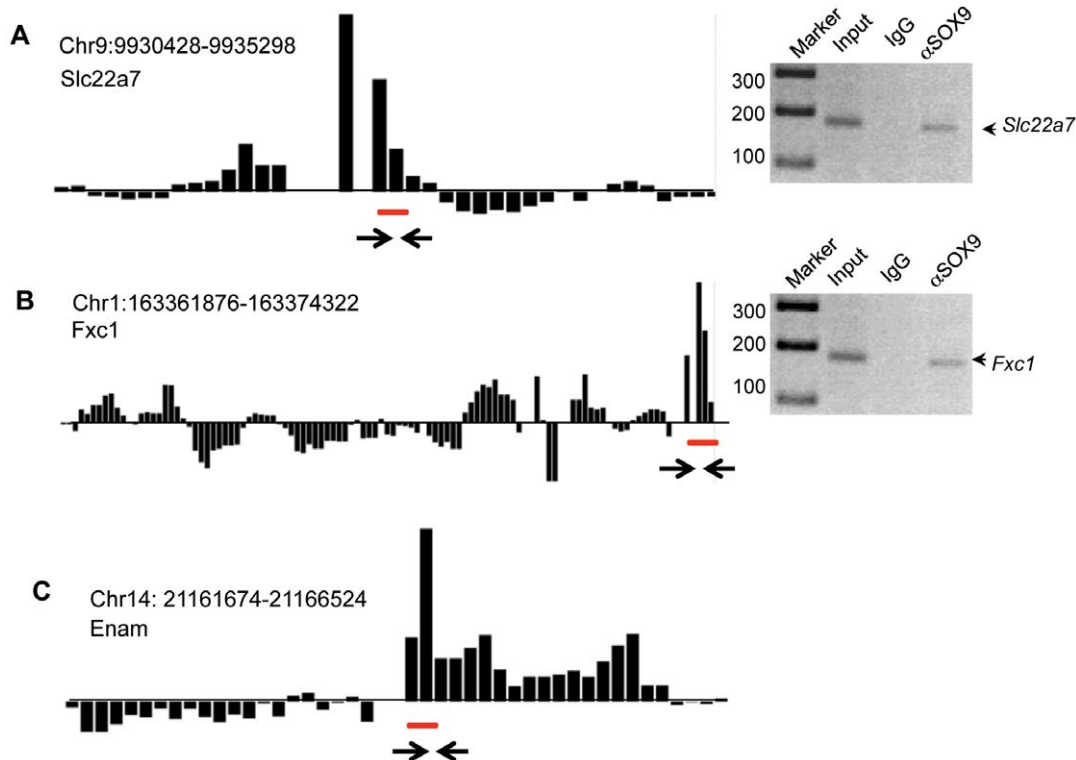 A
Chr9:9930428-9935298
Slc22a7
Marker
Input
IgG
αSOX9
300
200
100
Slc22a7
B
Chr1:163361876-163374322
Fxc1
Marker
Input
IgG
αSOX9
300
200
100
Fxc1
C
Chr14: 21161674-21166524
Enam